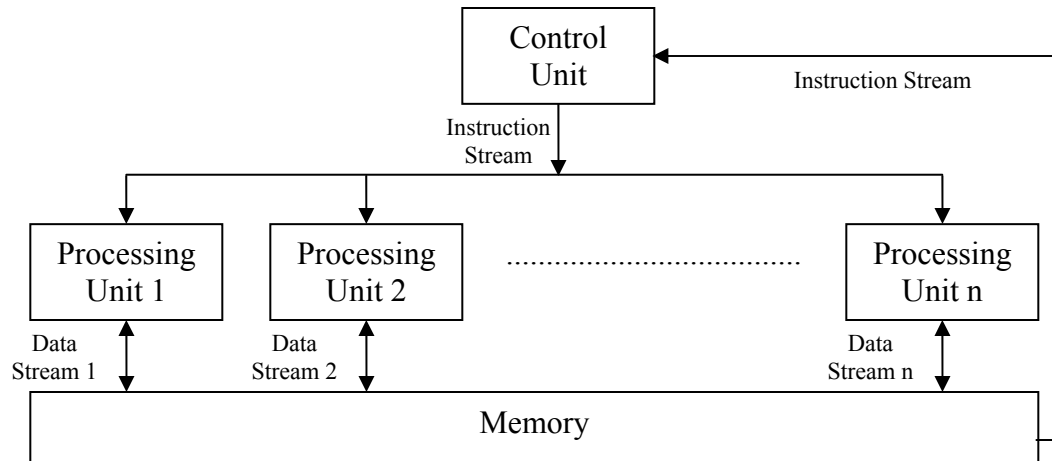 Control
Unit
Instruction Stream
Instruction
Stream
Processing
Unit 1
Processing
Unit 2
....................................
Processing
Unit n
Data
Stream 1
Data
Stream 2
Data
Stream n
Memory